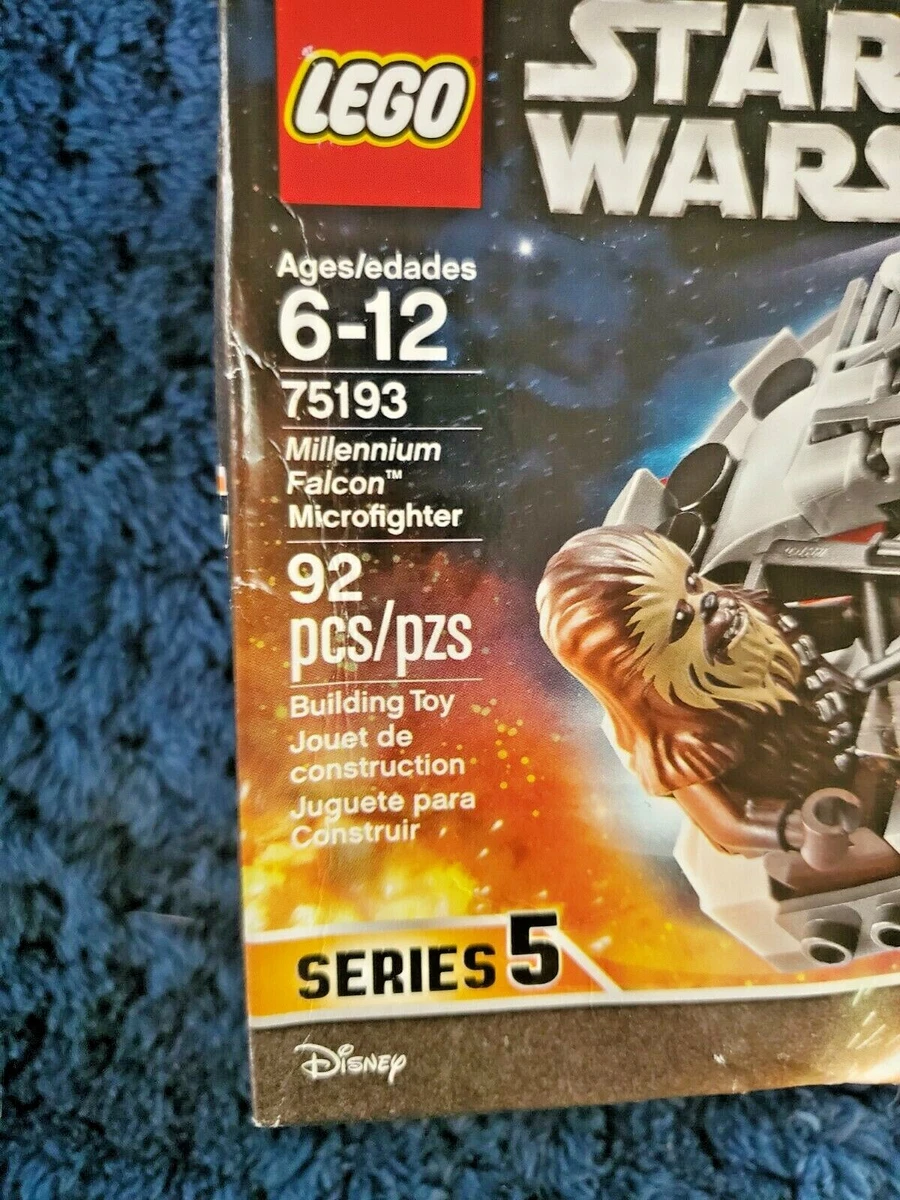 LEGO
STAR
WARS
Ages/edades
6-12
75193
Millennium
Falcon™
Microfighter
92
pcs/pzs
Building Toy
Jouet de
construction
Juguete para
Construir
SERIES 5
Disney